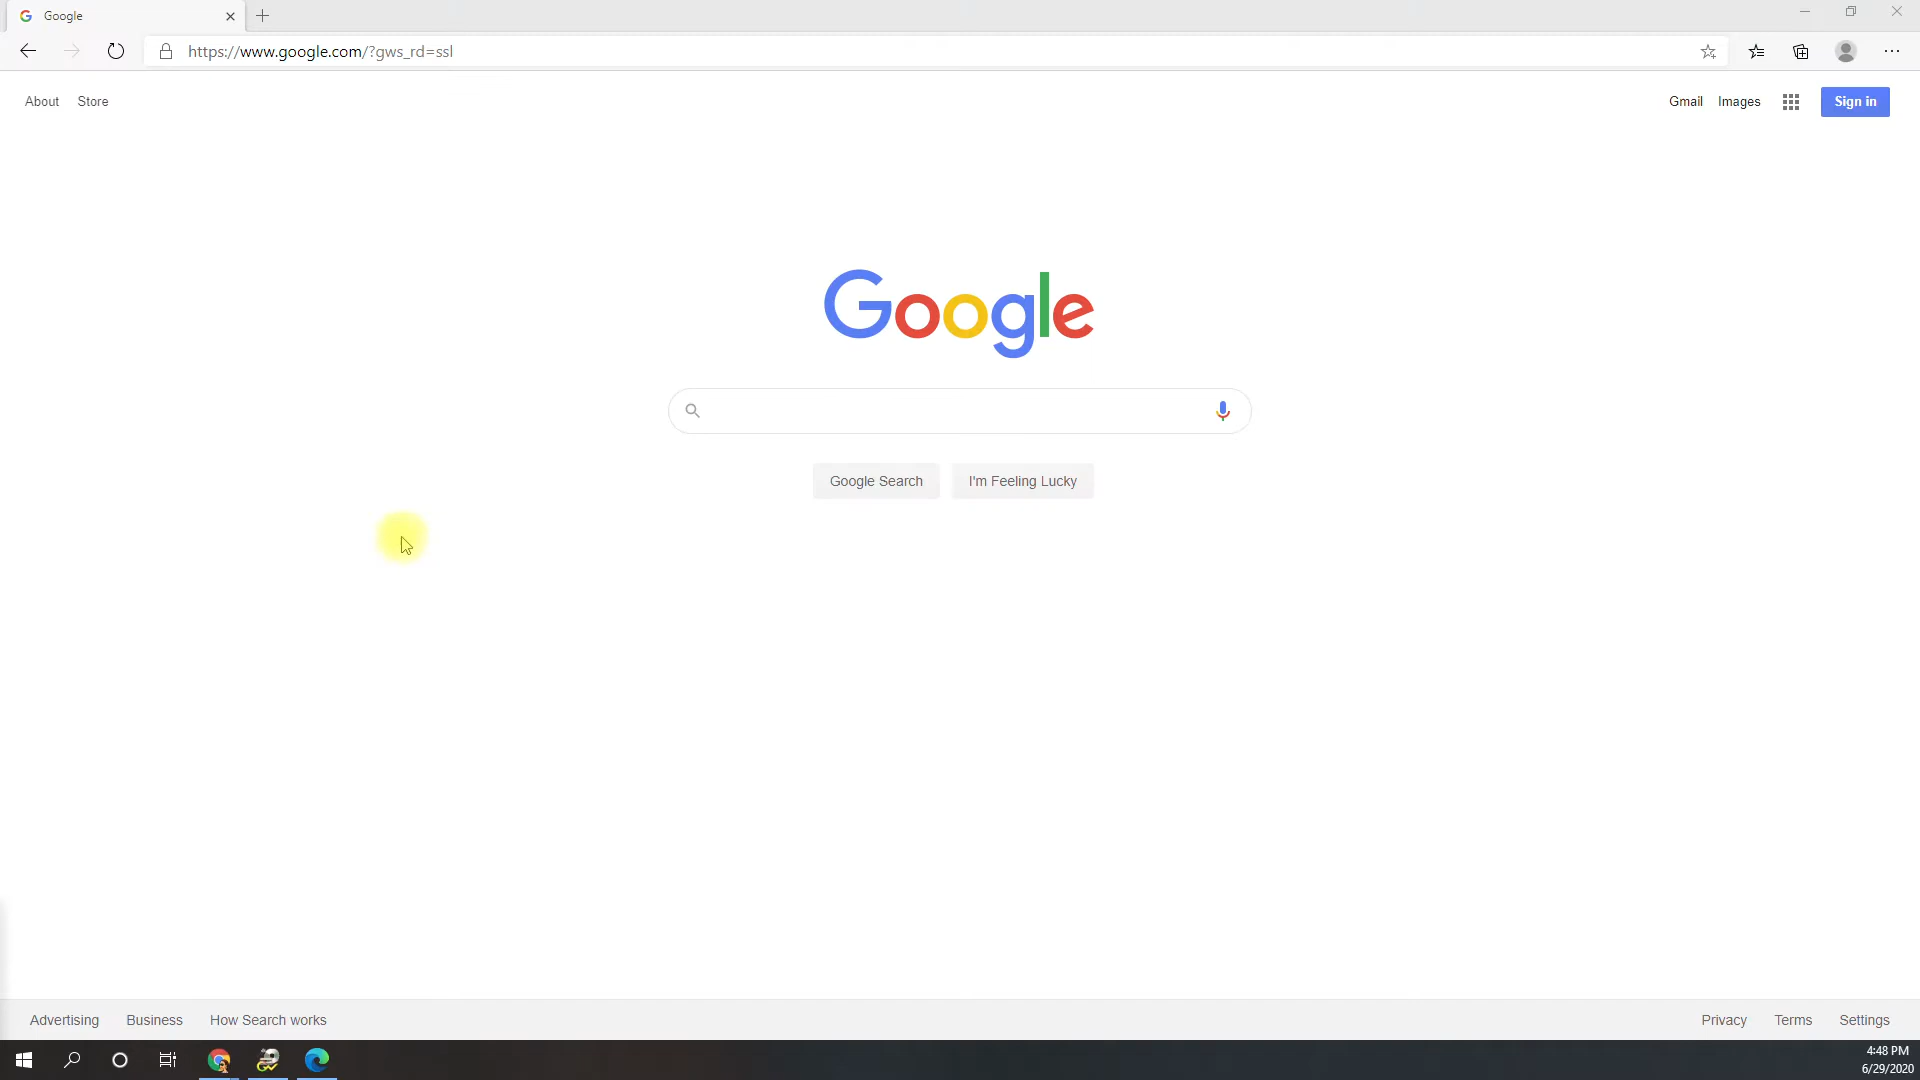 Google
https://www.google.com/?gws_rd=ssl
About Store
Gmail Images Sign in
Google
Google Search I'm Feeling Lucky
Advertising Business How Search works
Privacy Terms Settings
4:48 PM
6/29/2020